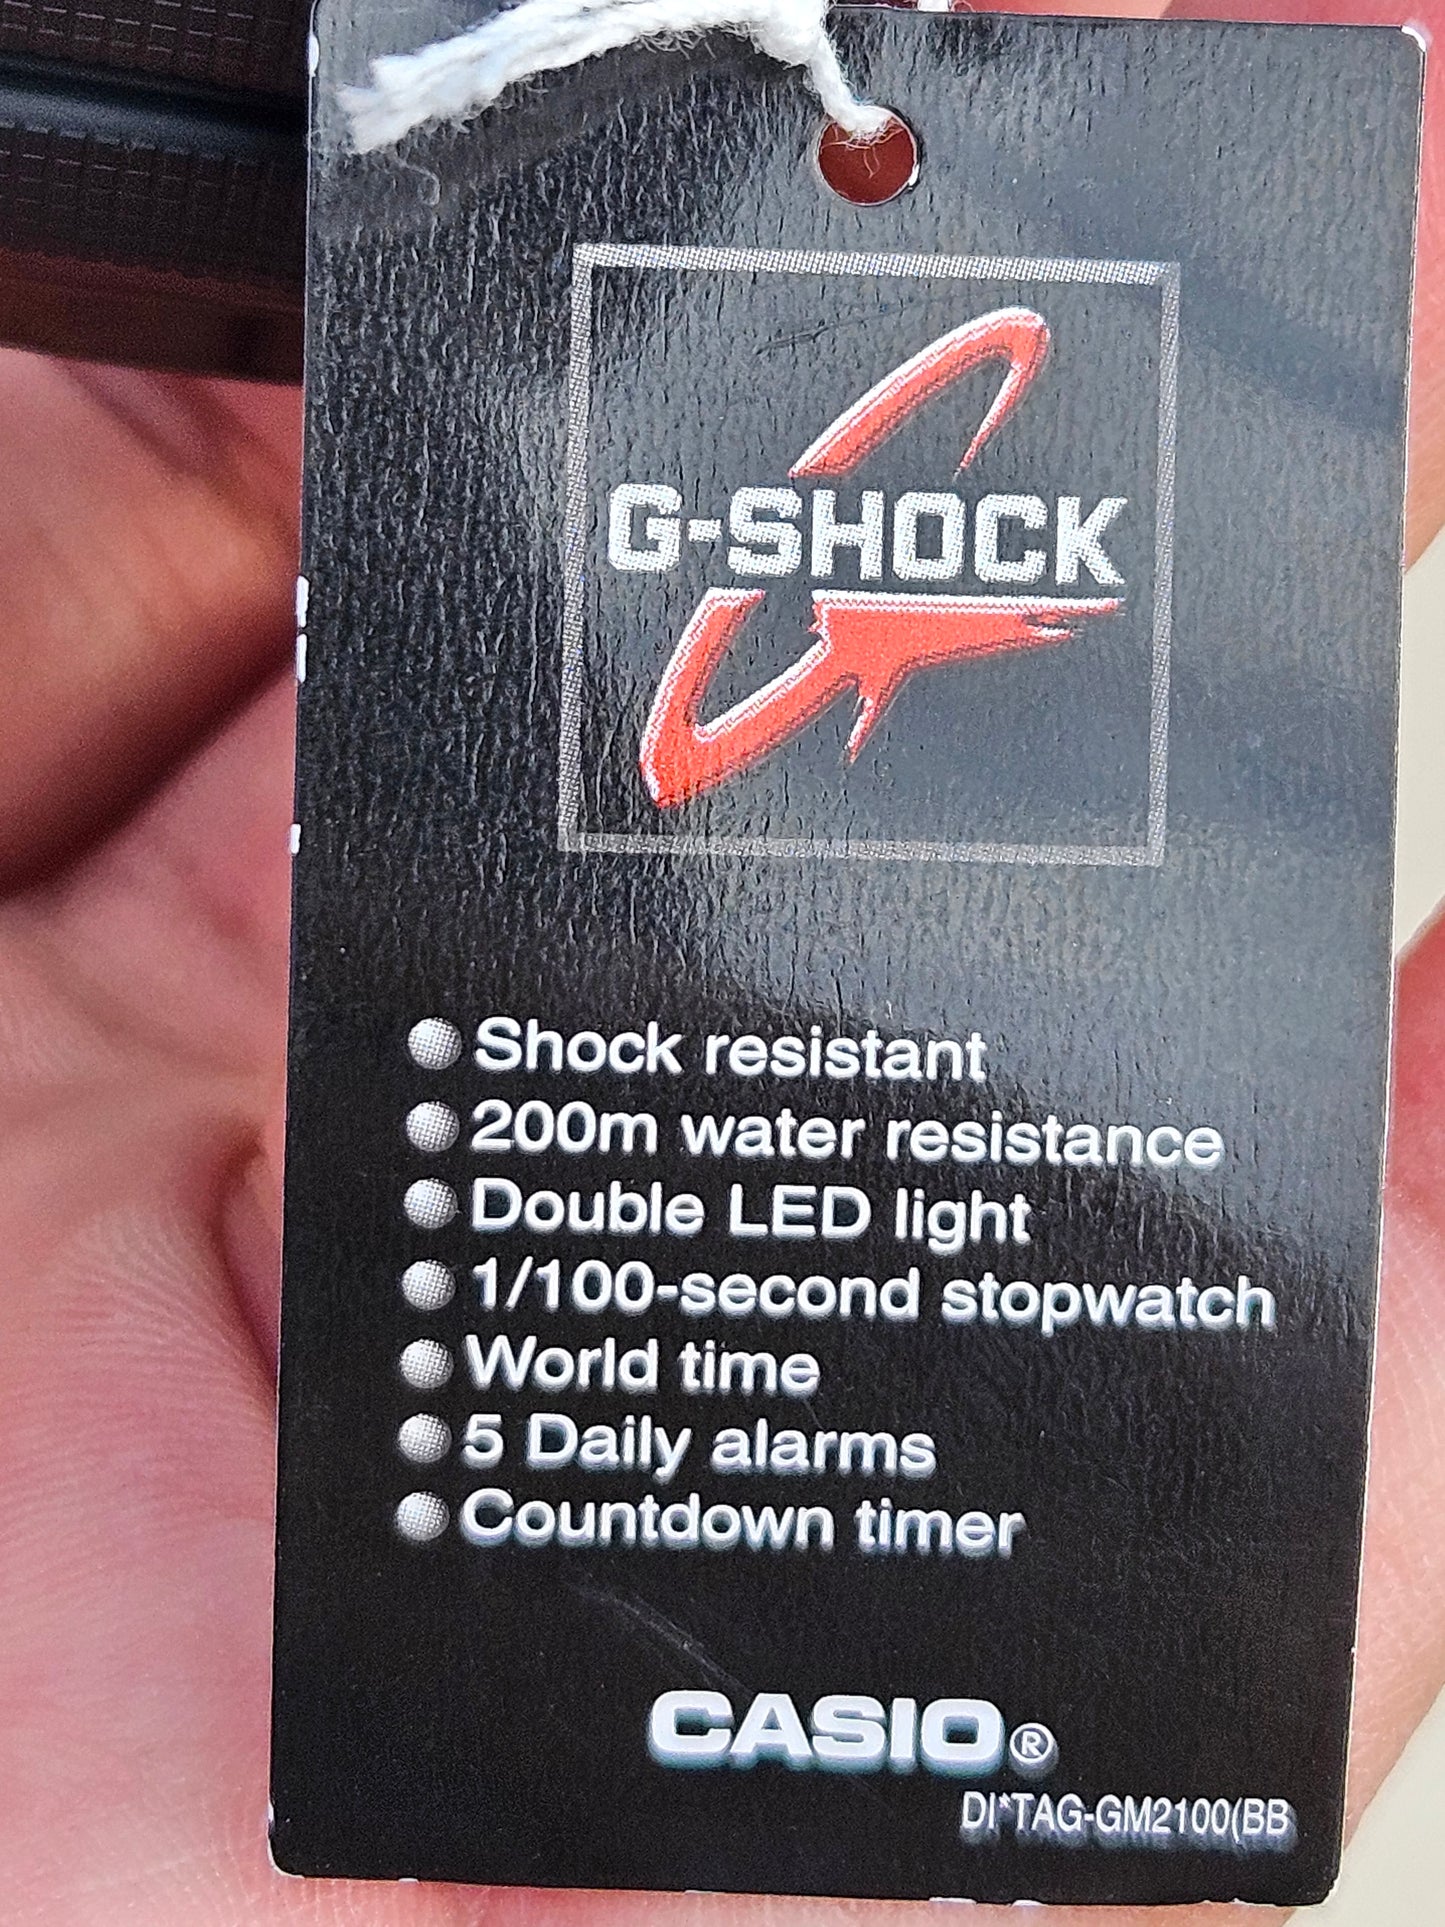 G-SHOCK
Shock resistant
200m water resistance
Double LED light
1/100-second stopwatch
World time
5 Daily alarms
Countdown timer
CASIO®
DI*TAG-GM2100(BB